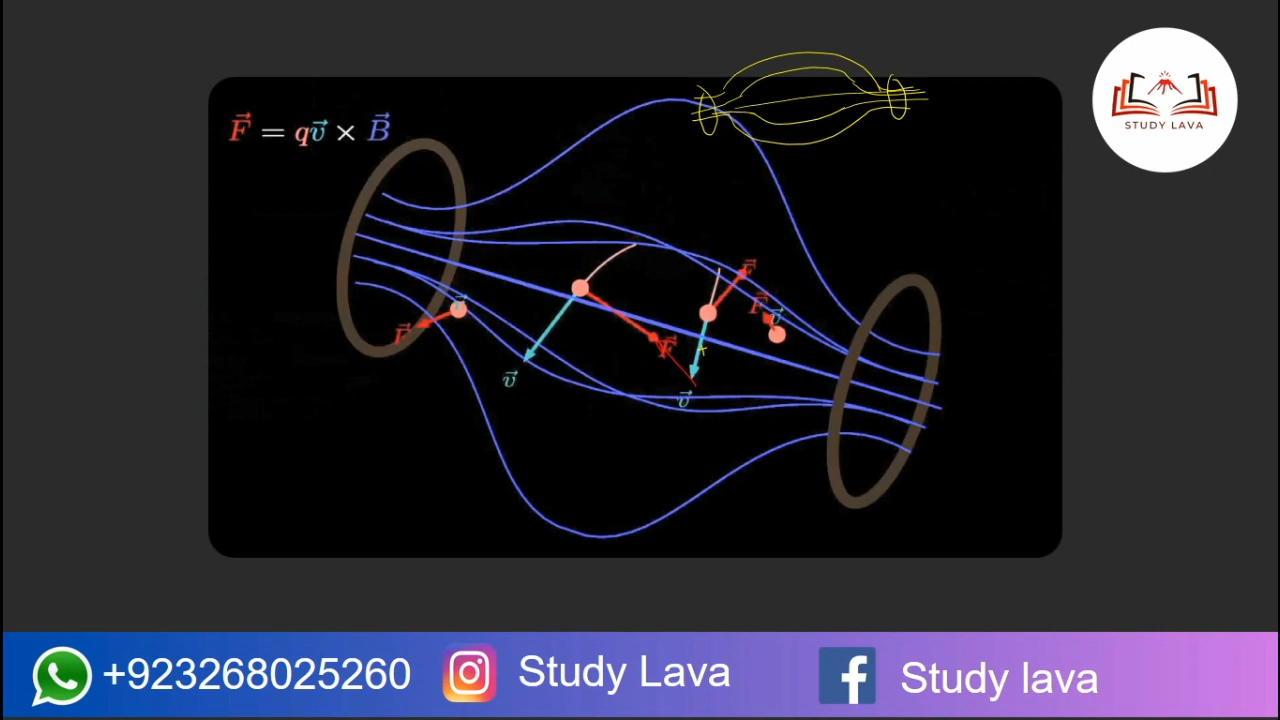 STUDY LAVA
F⃗ = qv⃗ × B⃗
F⃗
F⃗
v⃗
v⃗
F⃗
F⃗
v⃗
v⃗
+923268025260
Study Lava
Study lava